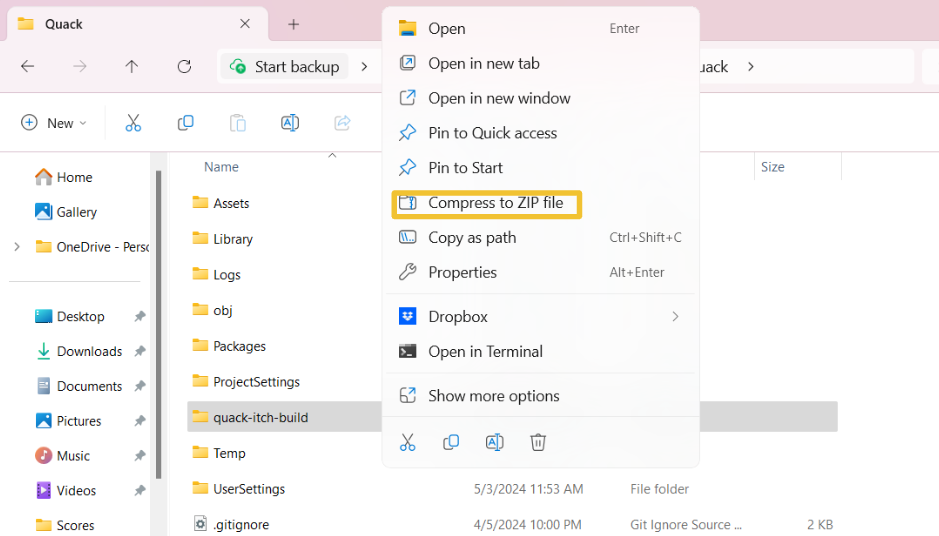 Quack
Start backup
uack
New
Name
Size
Home
Gallery
OneDrive - Perso
Desktop
Downloads
Documents
Pictures
Music
Videos
Scores
Assets
Library
Logs
obj
Packages
ProjectSettings
quack-itch-build
Temp
UserSettings 5/3/2024 11:53 AM File folder
.gitignore 4/5/2024 10:00 PM Git Ignore Source ... 2 KB
Open Enter
Open in new tab
Open in new window
Pin to Quick access
Pin to Start
Compress to ZIP file
Copy as path Ctrl+Shift+C
Properties Alt+Enter
Dropbox
Open in Terminal
Show more options